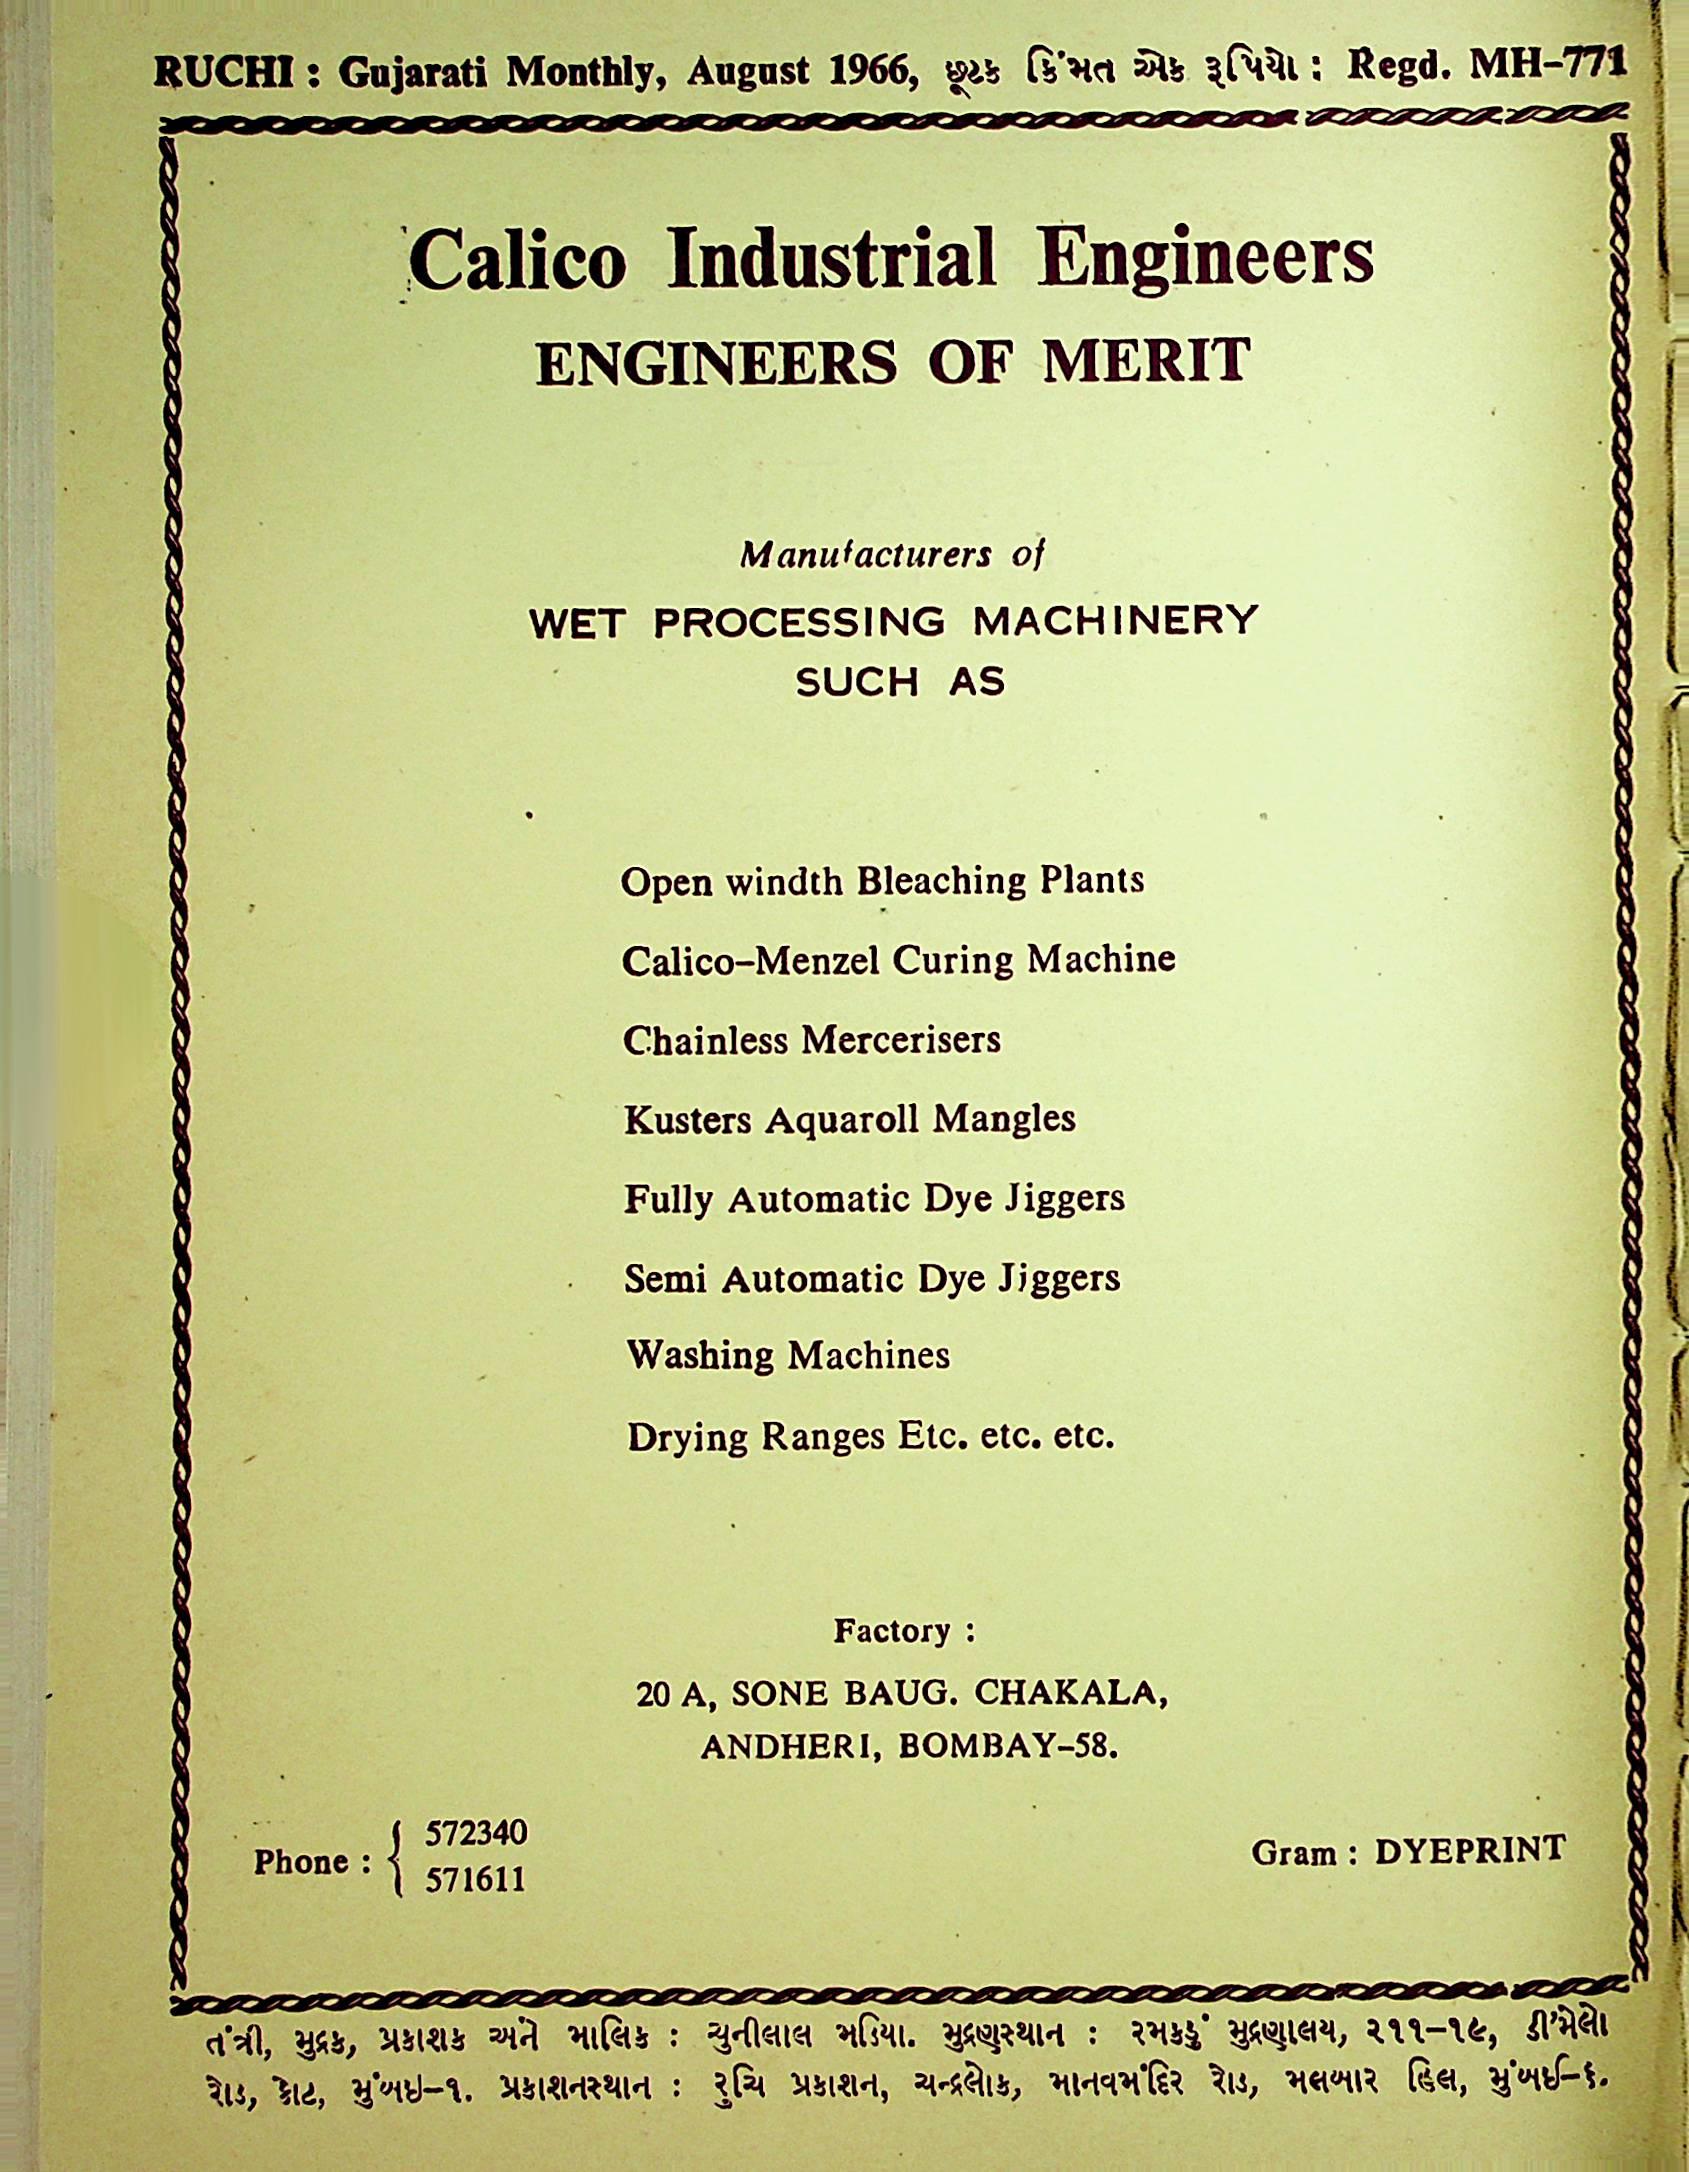 RUCHI : Gujarati Monthly, August 1966, છૂટક કિંમત એક રૂપિયો : Regd. MH-771
Calico Industrial Engineers
ENGINEERS OF MERIT
Manufacturers of
WET PROCESSING MACHINERY
SUCH AS
Open windth Bleaching Plants
Calico-Menzel Curing Machine
Chainless Mercerisers
Kusters Aquaroll Mangles
Fully Automatic Dye Jiggers
Semi Automatic Dye Jiggers
Washing Machines
Drying Ranges Etc. etc. etc.
Factory :
20 A, SONE BAUG. CHAKALA,
ANDHERI, BOMBAY-58.
Phone : { 572340
571611
Gram : DYEPRINT
તંત્રી, મુદ્રક, પ્રકાશક અને માલિક : ચુનીલાલ મડિયા. મુદ્રણસ્થાન : રમકડું મુદ્રણાલય, ૨૧૧-૧૯, ડી'મેલો
રોડ, કોટ, મુંબઇ-૧. પ્રકાશનસ્થાન : રુચિ પ્રકાશન, ચન્દ્રલોક, માનવમંદિર રોડ, મલબાર હિલ, મુંબઈ-૬.